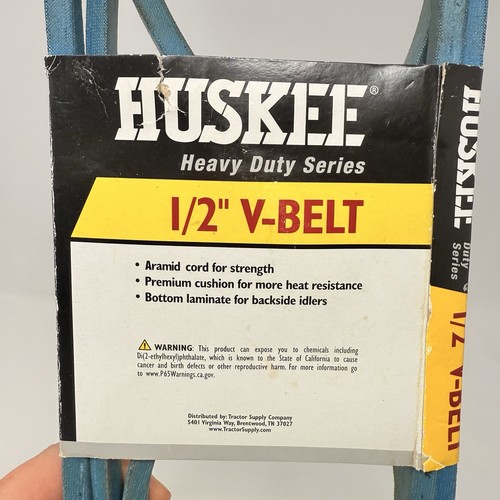 HUSKEE®
Heavy Duty Series
1/2" V-BELT
• Aramid cord for strength
• Premium cushion for more heat resistance
• Bottom laminate for backside idlers
⚠ WARNING: This product can expose you to chemicals including
Di(2-ethylhexyl)phthalate, which is known to the State of California to cause
cancer and birth defects or other reproductive harm. For more information go
to www.P65Warnings.ca.gov.
Distributed by: Tractor Supply Company
5401 Virginia Way, Brentwood, TN 37027
www.TractorSupply.com
HUSKEE
Duty
Series
1/2" V-BELT